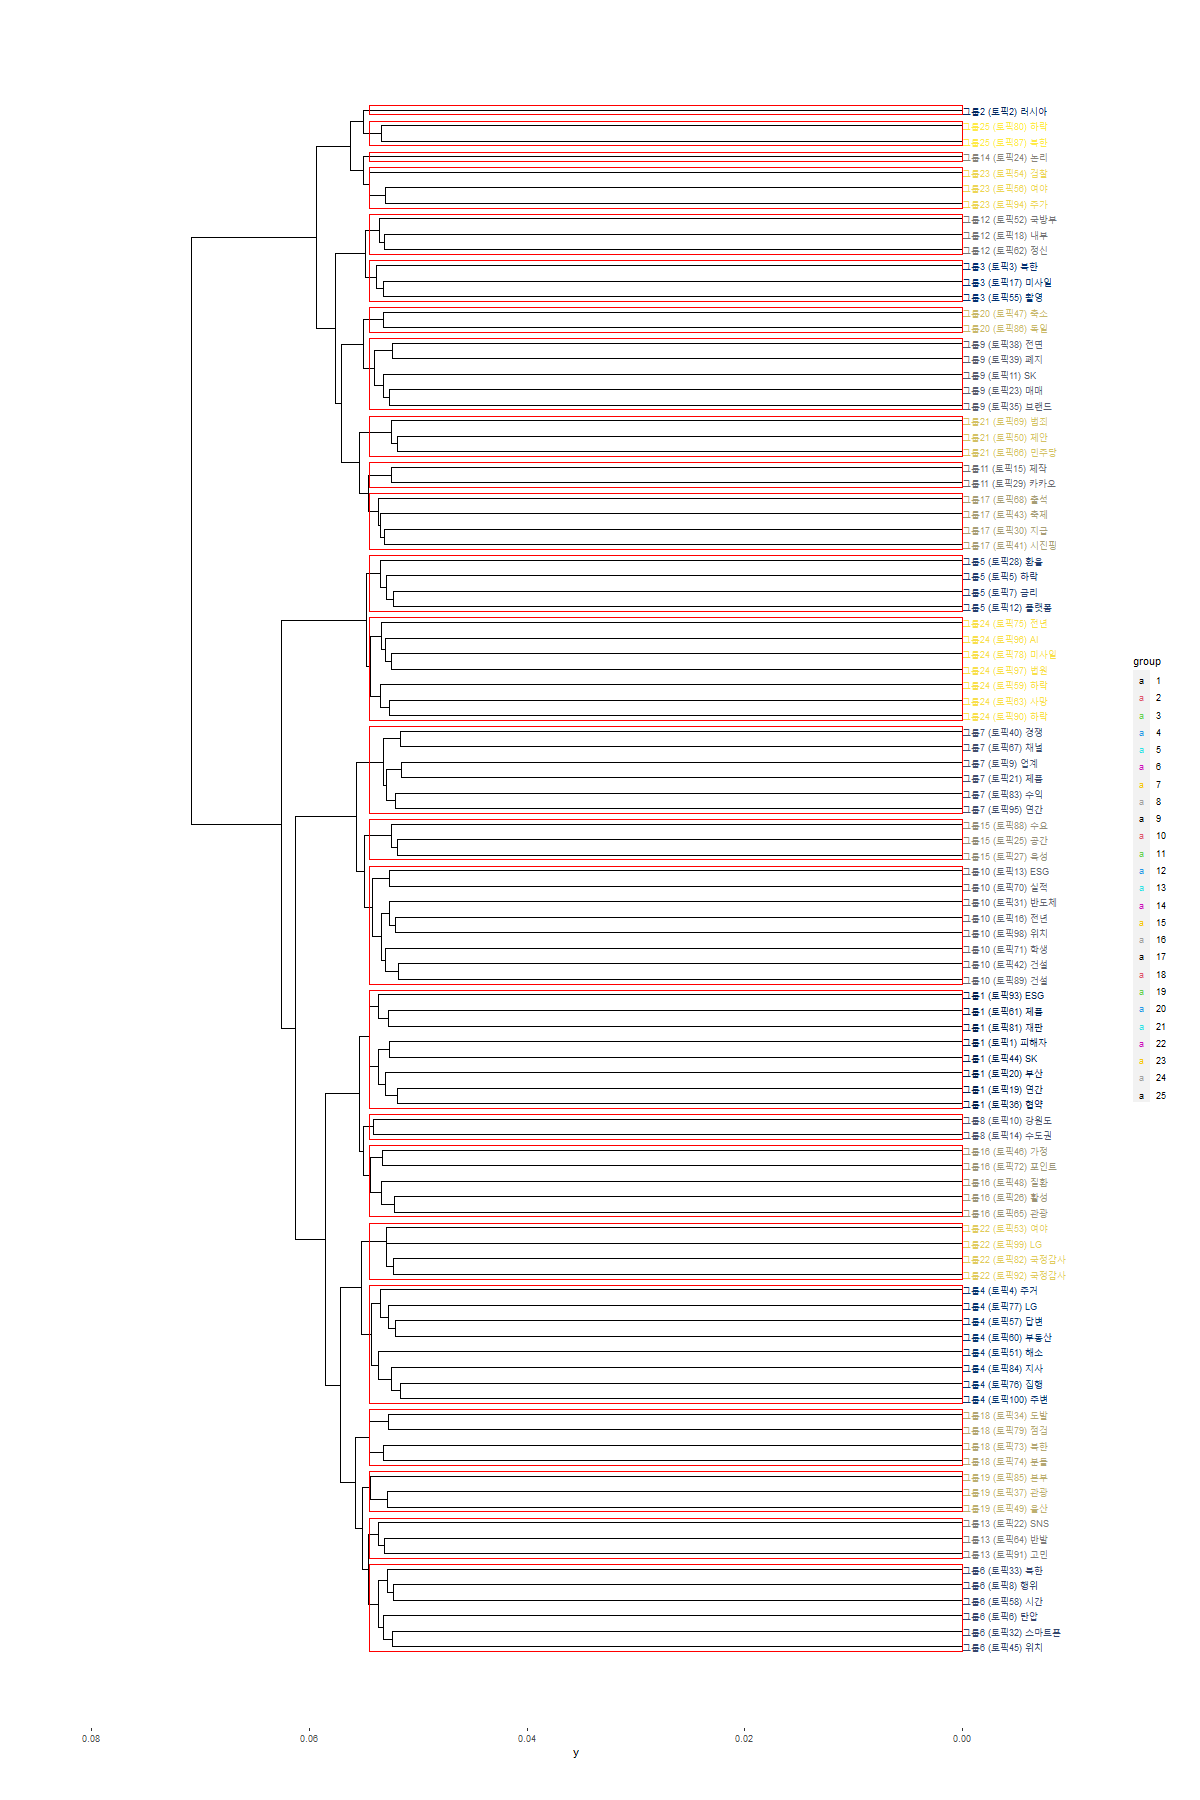 그룹2 (토픽2) 러시아
그룹25 (토픽80) 하락
그룹25 (토픽87) 북한
그룹14 (토픽24) 논리
그룹23 (토픽54) 검찰
그룹23 (토픽56) 여야
그룹23 (토픽94) 주가
그룹12 (토픽52) 국방부
그룹12 (토픽18) 내부
그룹12 (토픽62) 정신
그룹3 (토픽3) 북한
그룹3 (토픽17) 미사일
그룹3 (토픽55) 촬영
그룹20 (토픽47) 축소
그룹20 (토픽86) 독일
그룹9 (토픽38) 전면
그룹9 (토픽39) 폐지
그룹9 (토픽11) SK
그룹9 (토픽23) 매매
그룹9 (토픽35) 브랜드
그룹21 (토픽69) 범죄
그룹21 (토픽50) 제안
그룹21 (토픽66) 민주당
그룹11 (토픽15) 제작
그룹11 (토픽29) 카카오
그룹17 (토픽68) 출석
그룹17 (토픽43) 축제
그룹17 (토픽30) 지급
그룹17 (토픽41) 시진핑
그룹5 (토픽28) 환율
그룹5 (토픽5) 하락
그룹5 (토픽7) 금리
그룹5 (토픽12) 플랫폼
그룹24 (토픽75) 전년
그룹24 (토픽96) AI
그룹24 (토픽78) 미사일
그룹24 (토픽97) 법원
그룹24 (토픽59) 하락
그룹24 (토픽63) 사망
그룹24 (토픽90) 하락
그룹7 (토픽40) 경쟁
그룹7 (토픽67) 채널
그룹7 (토픽9) 업계
그룹7 (토픽21) 제품
그룹7 (토픽83) 수익
그룹7 (토픽95) 연간
그룹15 (토픽88) 수요
그룹15 (토픽25) 공간
그룹15 (토픽27) 육성
그룹10 (토픽13) ESG
그룹10 (토픽70) 실적
그룹10 (토픽31) 반도체
그룹10 (토픽16) 전년
그룹10 (토픽98) 위치
그룹10 (토픽71) 학생
그룹10 (토픽42) 건설
그룹10 (토픽89) 건설
그룹1 (토픽93) ESG
그룹1 (토픽61) 제품
그룹1 (토픽81) 재판
그룹1 (토픽1) 피해자
그룹1 (토픽44) SK
그룹1 (토픽20) 부산
그룹1 (토픽19) 연간
그룹1 (토픽36) 협약
그룹8 (토픽10) 강원도
그룹8 (토픽14) 수도권
그룹16 (토픽46) 가정
그룹16 (토픽72) 포인트
그룹16 (토픽48) 질환
그룹16 (토픽26) 활성
그룹16 (토픽65) 관광
그룹22 (토픽53) 여야
그룹22 (토픽99) LG
그룹22 (토픽82) 국정감사
그룹22 (토픽92) 국정감사
그룹4 (토픽4) 주거
그룹4 (토픽77) LG
그룹4 (토픽57) 답변
그룹4 (토픽60) 부동산
그룹4 (토픽51) 해소
그룹4 (토픽84) 지사
그룹4 (토픽76) 집행
그룹4 (토픽100) 주변
그룹18 (토픽34) 도발
그룹18 (토픽79) 점검
그룹18 (토픽73) 북한
그룹18 (토픽74) 분들
그룹19 (토픽85) 본부
그룹19 (토픽37) 관광
그룹19 (토픽49) 울산
그룹13 (토픽22) SNS
그룹13 (토픽64) 반발
그룹13 (토픽91) 고민
그룹6 (토픽33) 북한
그룹6 (토픽8) 행위
그룹6 (토픽58) 시간
그룹6 (토픽6) 탄압
그룹6 (토픽32) 스마트폰
그룹6 (토픽45) 위치
group
a 1
a 2
a 3
a 4
a 5
a 6
a 7
a 8
a 9
a 10
a 11
a 12
a 13
a 14
a 15
a 16
a 17
a 18
a 19
a 20
a 21
a 22
a 23
a 24
a 25
0.08 0.06 0.04 0.02 0.00
y